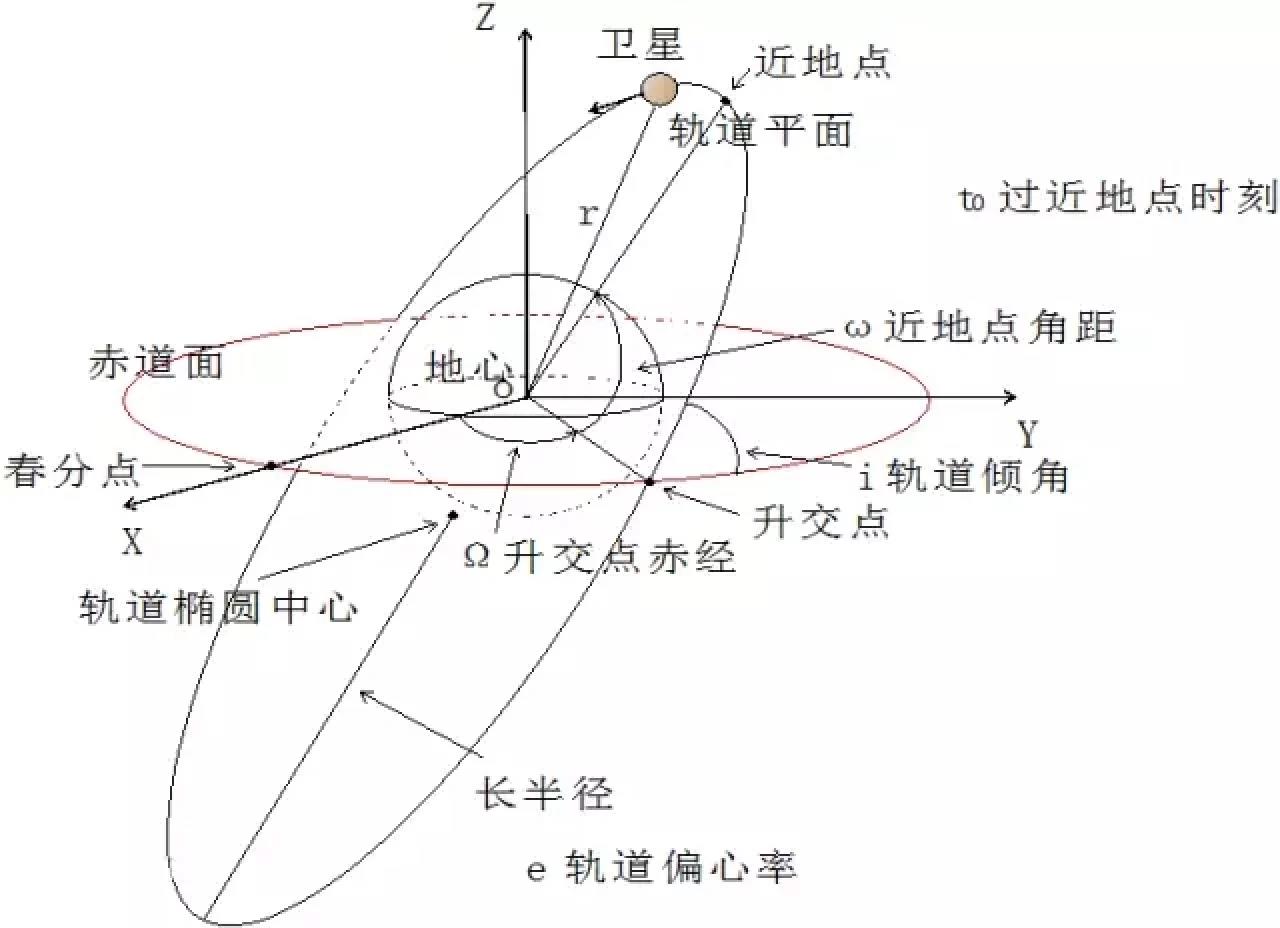 Z
卫星
近地点
轨道平面
t₀ 过近地点时刻
r
ω 近地点角距
赤道面
地心
O
Y
春分点
i 轨道倾角
X
升交点
Ω 升交点赤经
轨道椭圆中心
长半径
e 轨道偏心率